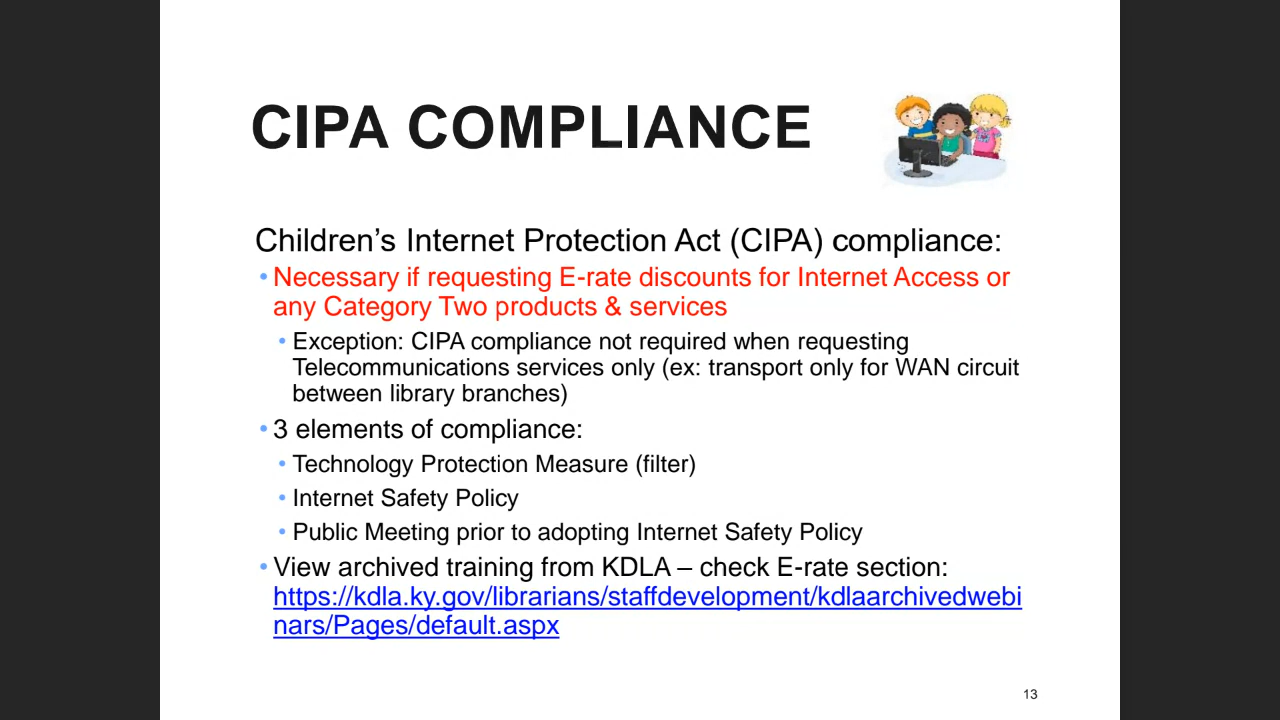 CIPA COMPLIANCE
Children’s Internet Protection Act (CIPA) compliance:
• Necessary if requesting E-rate discounts for Internet Access or
any Category Two products & services
• Exception: CIPA compliance not required when requesting
Telecommunications services only (ex: transport only for WAN circuit
between library branches)
• 3 elements of compliance:
• Technology Protection Measure (filter)
• Internet Safety Policy
• Public Meeting prior to adopting Internet Safety Policy
• View archived training from KDLA – check E-rate section:
https://kdla.ky.gov/librarians/staffdevelopment/kdlaarchivedwebi
nars/Pages/default.aspx
13